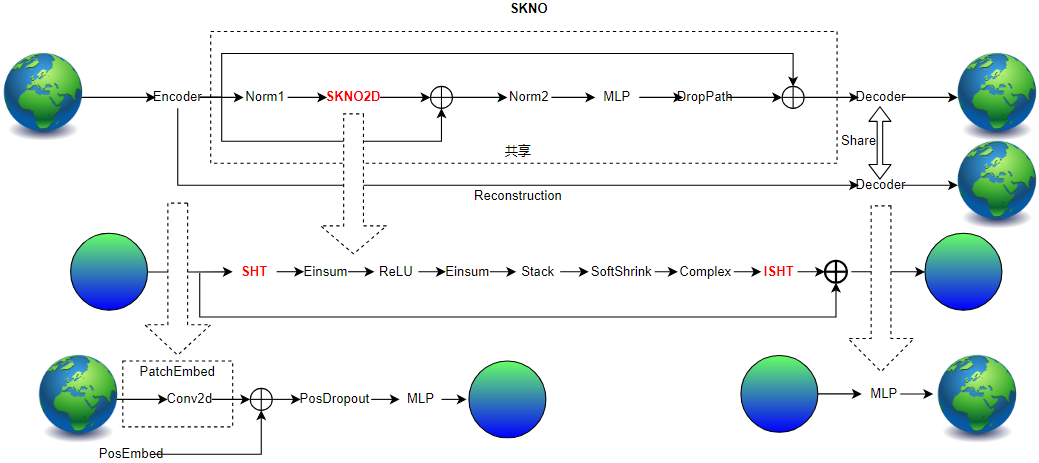 SKNO
Encoder
Norm1
SKNO2D
Norm2
MLP
DropPath
Decoder
共享
Share
Decoder
Reconstruction
SHT
Einsum
ReLU
Einsum
Stack
SoftShrink
Complex
ISHT
PatchEmbed
Conv2d
PosDropout
MLP
MLP
PosEmbed